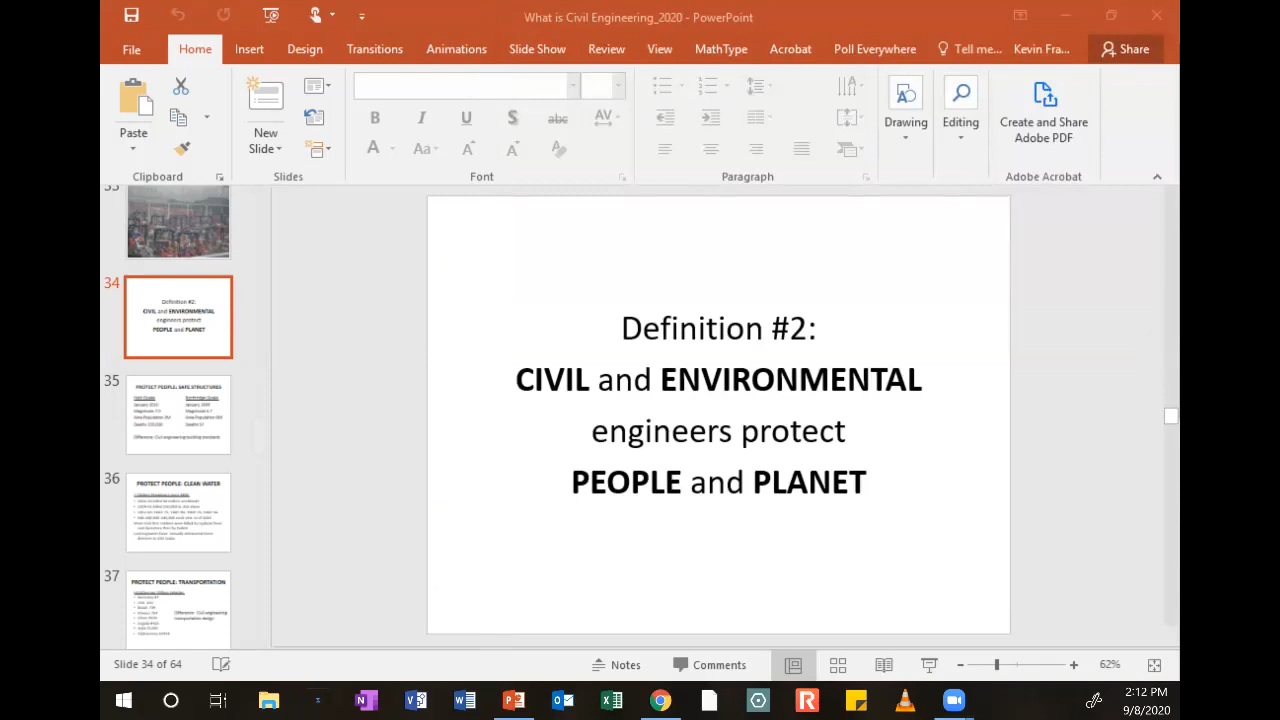 What is Civil Engineering_2020 - PowerPoint
File Home Insert Design Transitions Animations Slide Show Review View MathType Acrobat Poll Everywhere Tell me... Kevin Fra... Share
Paste
New
Slide
B I U S abc AV
A Aa A A
Drawing
Editing
Create and Share
Adobe PDF
Clipboard Slides Font Paragraph Adobe Acrobat
33
34
Definition #2:
CIVIL and ENVIRONMENTAL
engineers protect
PEOPLE and PLANET
35
PROTECT PEOPLE: SAFE STRUCTURES
36
PROTECT PEOPLE: CLEAN WATER
37
PROTECT PEOPLE: TRANSPORTATION
Definition #2:
CIVIL and ENVIRONMENTAL
engineers protect
PEOPLE and PLANET
Slide 34 of 64 Notes Comments 62%
2:12 PM
9/8/2020